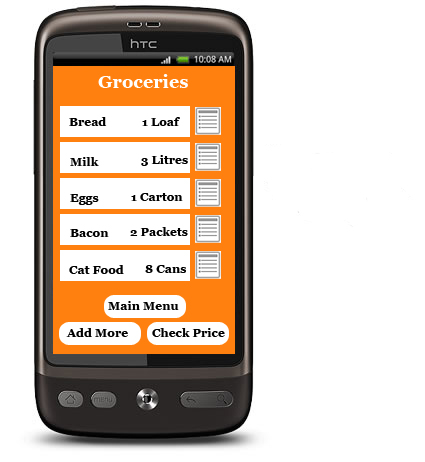 htc
10:08 AM
Groceries
Bread 1 Loaf
Milk 3 Litres
Eggs 1 Carton
Bacon 2 Packets
Cat Food 8 Cans
Main Menu
Add More Check Price
menu